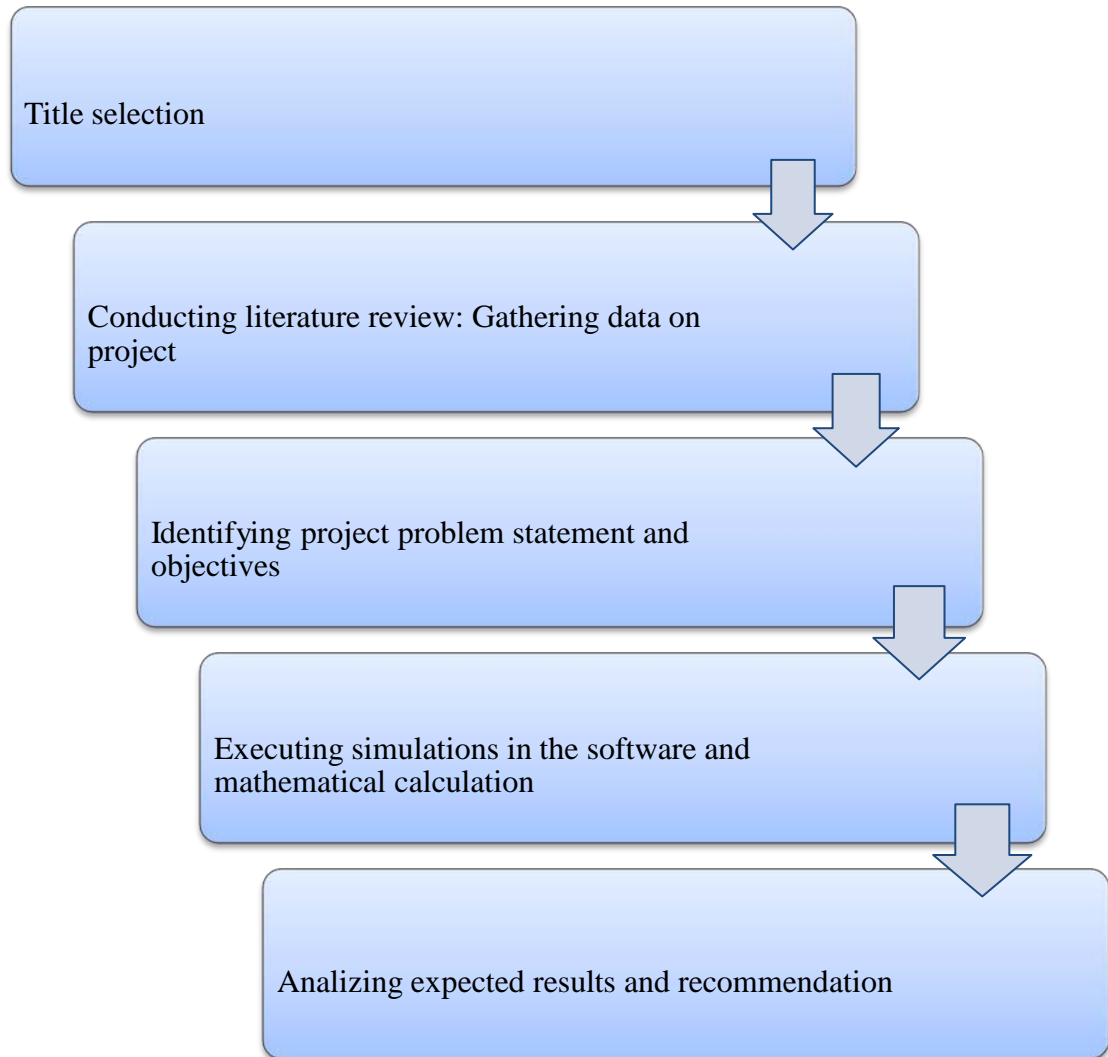 Title selection
Conducting literature review: Gathering data on
project
Identifying project problem statement and
objectives
Executing simulations in the software and
mathematical calculation
Analizing expected results and recommendation